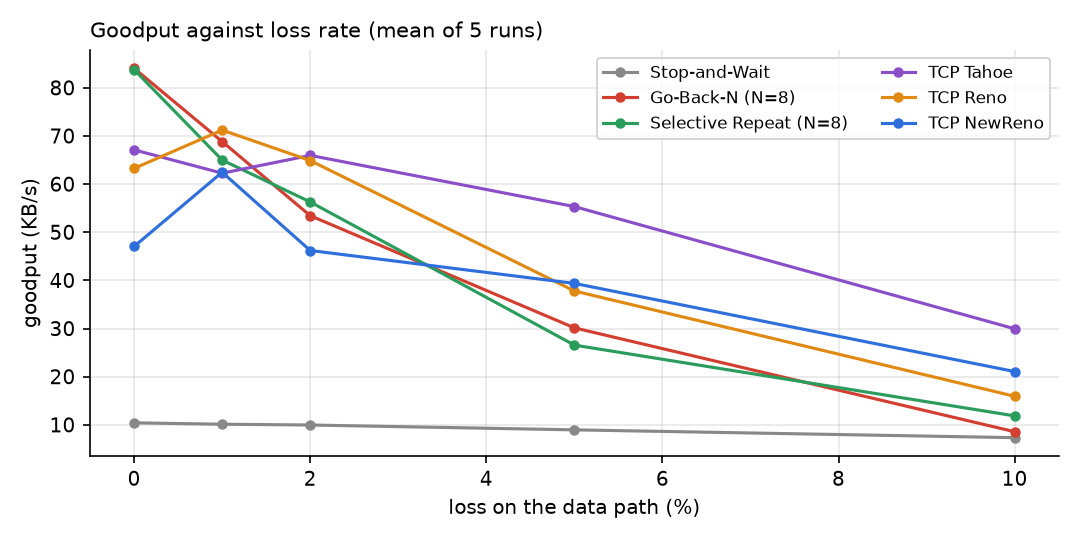 Goodput against loss rate (mean of 5 runs)
Stop-and-Wait
Go-Back-N (N=8)
Selective Repeat (N=8)
TCP Tahoe
TCP Reno
TCP NewReno
goodput (KB/s)
80
70
60
50
40
30
20
10
0 2 4 6 8 10
loss on the data path (%)